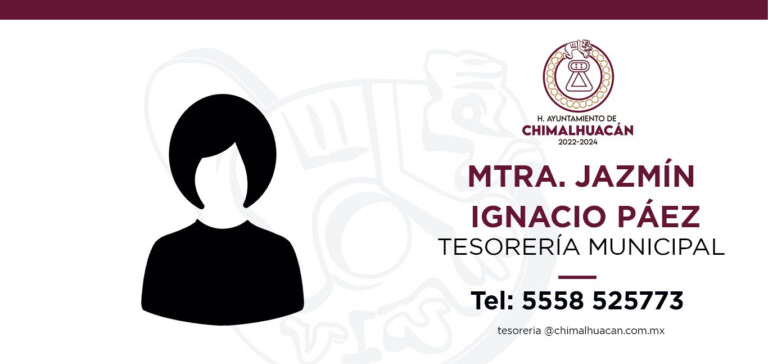 H. AYUNTAMIENTO DE
CHIMALHUACÁN
2022-2024
MTRA. JAZMÍN
IGNACIO PÁEZ
TESORERÍA MUNICIPAL
Tel: 5558 525773
tesoreria @chimalhuacan.com.mx